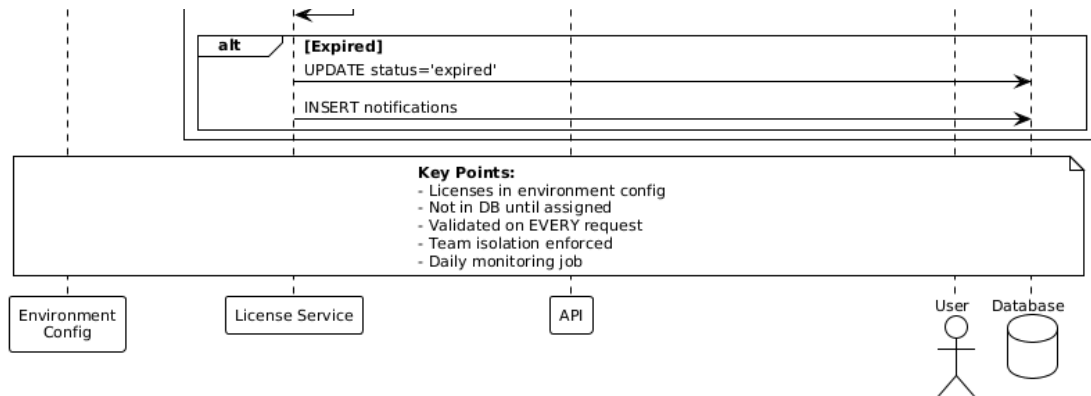 alt [Expired]
UPDATE status='expired'
INSERT notifications
Key Points:
- Licenses in environment config
- Not in DB until assigned
- Validated on EVERY request
- Team isolation enforced
- Daily monitoring job
Environment
Config
License Service
API
User
Database